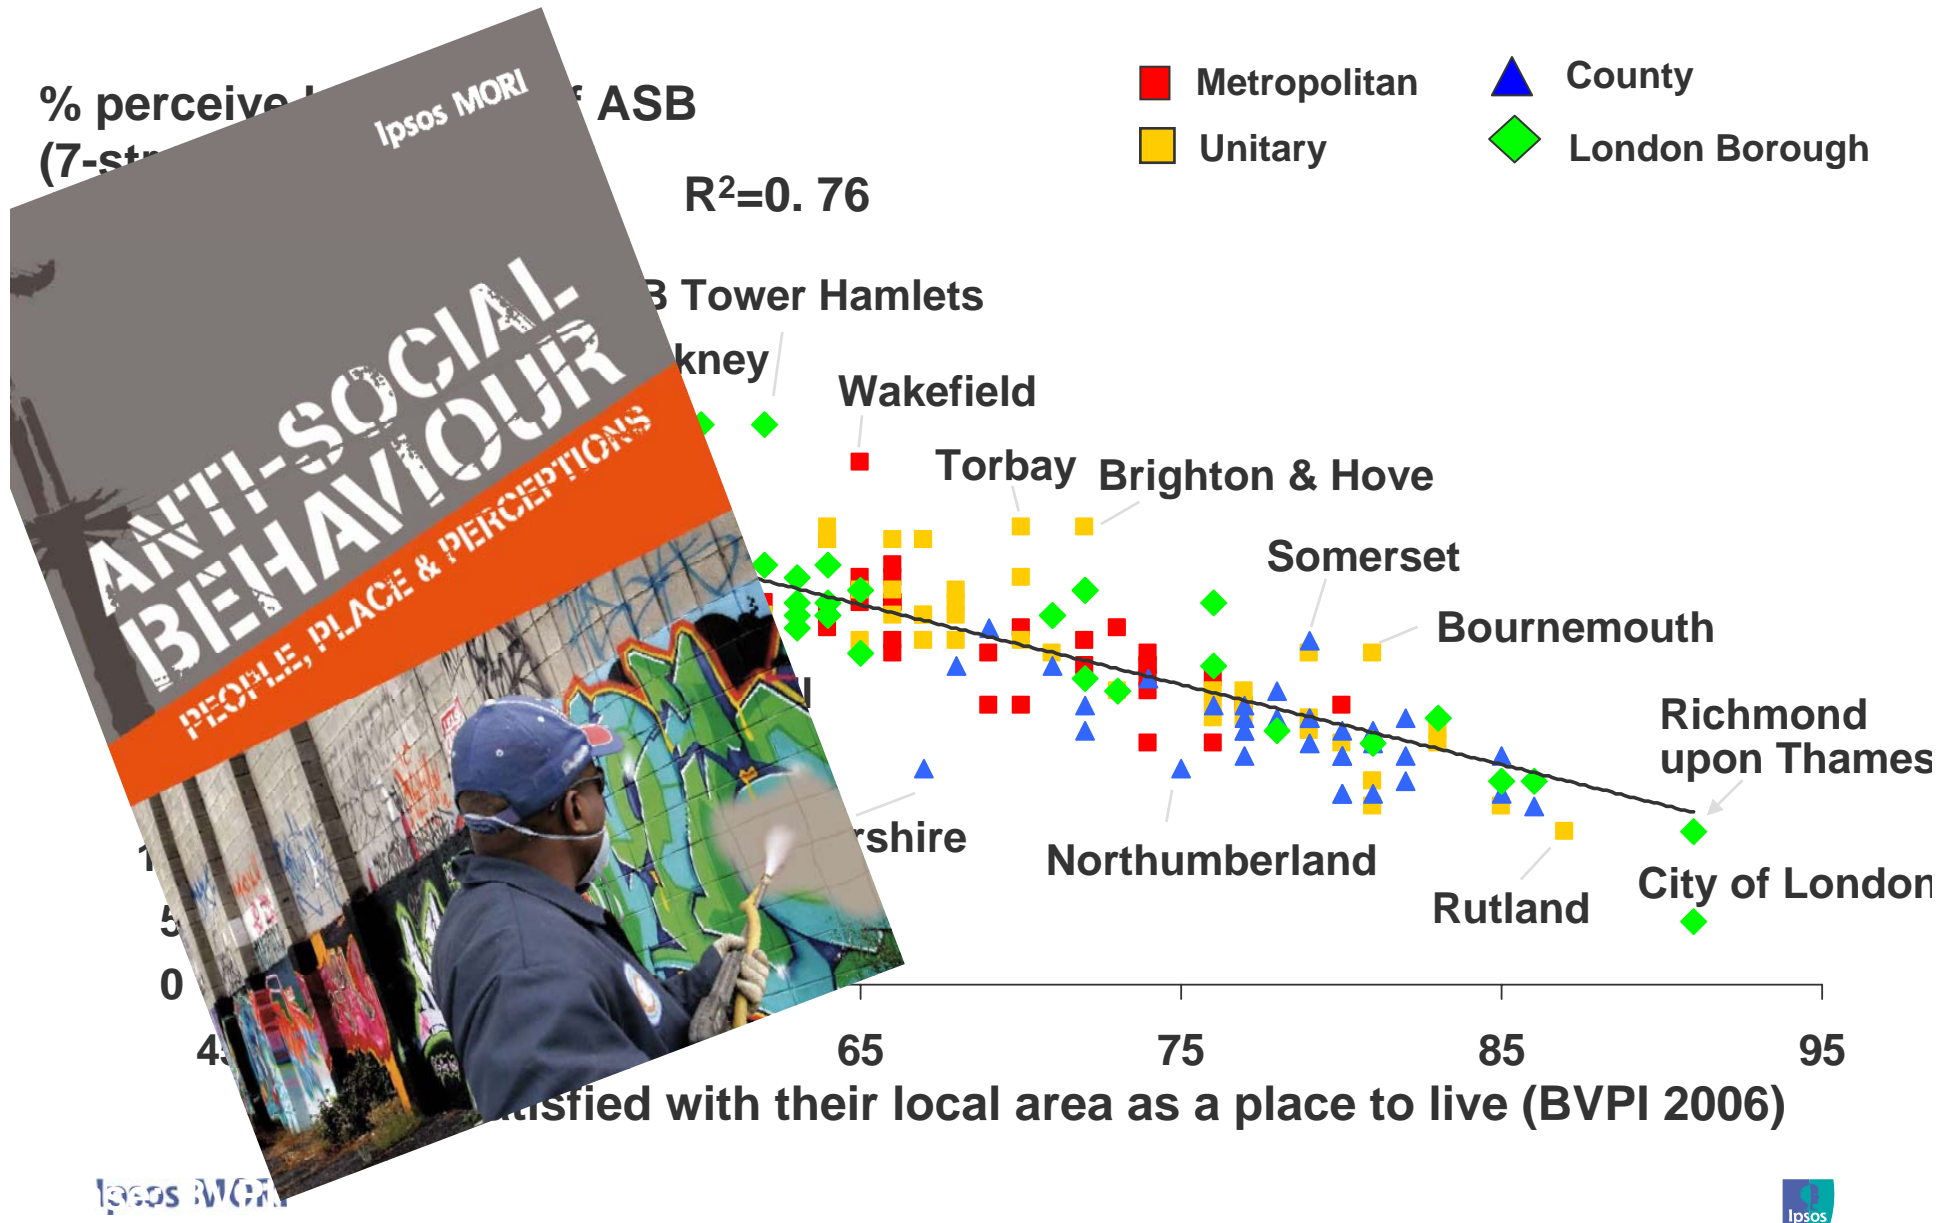 % perceive
ASB
(7-str
R²=0. 76
Metropolitan
County
Unitary
London Borough
Ipsos MORI
ANTI-SOCIAL
BEHAVIOUR
PEOPLE, PLACE & PERCEPTIONS
B Tower Hamlets
kney
Wakefield
Torbay
Brighton & Hove
Somerset
Bournemouth
Richmond
upon Thames
rshire
Northumberland
Rutland
City of London
5
0
65
75
85
95
tisfied with their local area as a place to live (BVPI 2006)
Ipsos